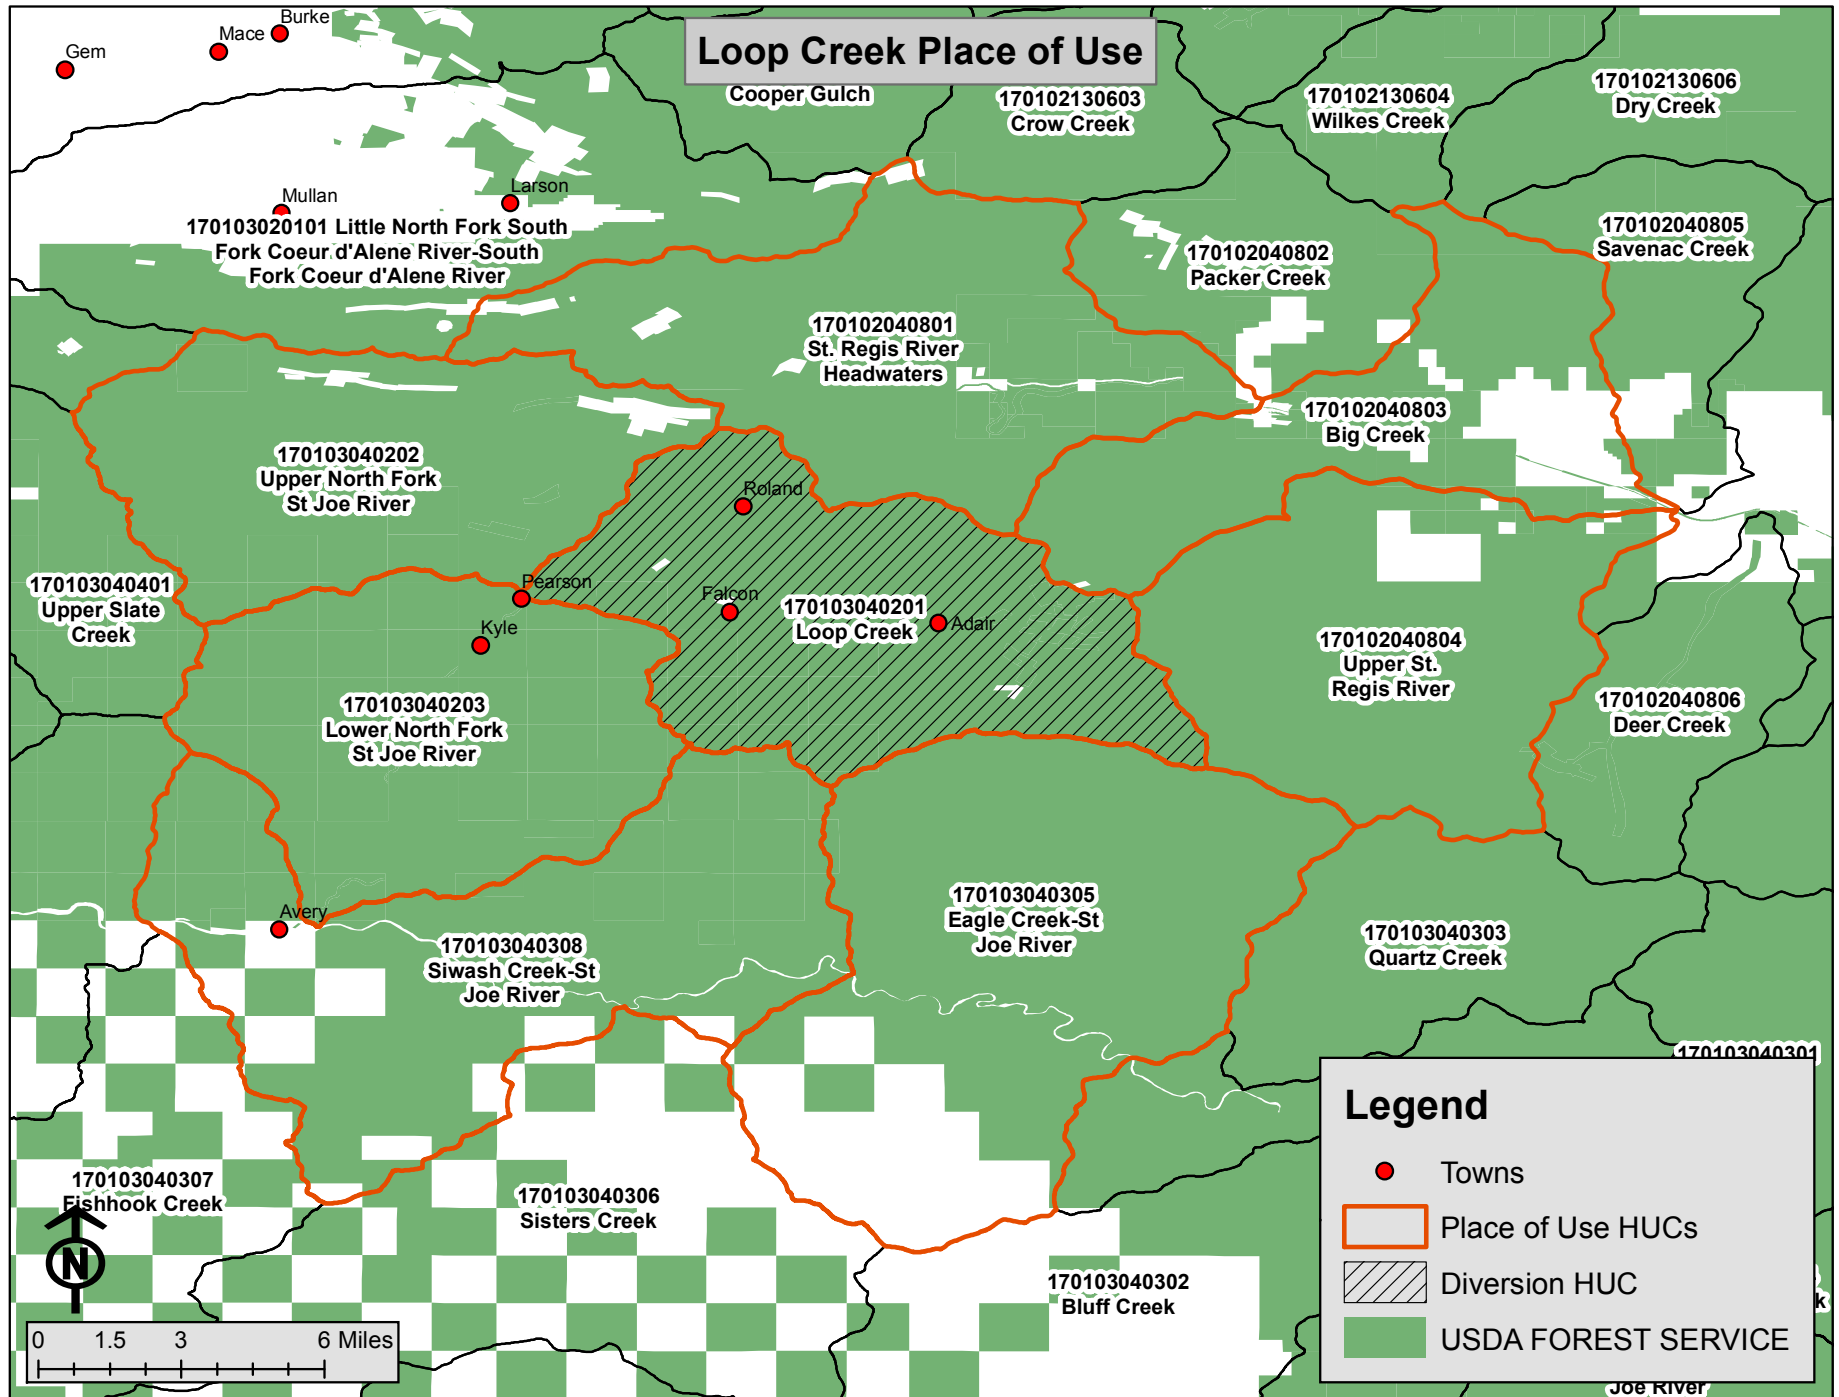 Loop Creek Place of Use
Burke
Mace
Gem
Cooper Gulch
170102130603
Crow Creek
170102130604
Wilkes Creek
170102130606
Dry Creek
Mullan
Larson
170103020101 Little North Fork South
Fork Coeur d'Alene River-South
Fork Coeur d'Alene River
170102040802
Packer Creek
170102040805
Savenac Creek
170102040801
St. Regis River
Headwaters
170102040803
Big Creek
170103040202
Upper North Fork
St Joe River
Roland
170103040401
Upper Slate
Creek
Pearson
Falcon
Kyle
170103040201
Loop Creek
Adair
170102040804
Upper St.
Regis River
170102040806
Deer Creek
170103040203
Lower North Fork
St Joe River
Avery
170103040308
Siwash Creek-St
Joe River
170103040305
Eagle Creek-St
Joe River
170103040303
Quartz Creek
170103040301
170103040307
Fishhook Creek
170103040306
Sisters Creek
170103040302
Bluff Creek
N
0 1.5 3 6 Miles
Legend
Towns
Place of Use HUCs
Diversion HUC
USDA FOREST SERVICE
k
Joe River